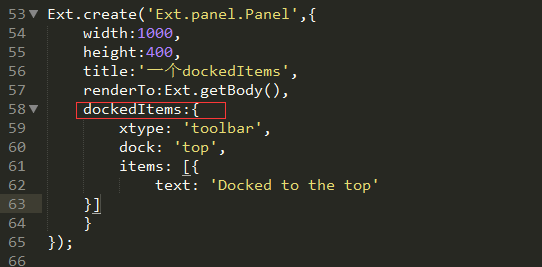 53 Ext.create('Ext.panel.Panel',{
54     width:1000,
55     height:400,
56     title:'一个dockedItems',
57     renderTo:Ext.getBody(),
58     dockedItems:{
59         xtype: 'toolbar',
60         dock: 'top',
61         items: [{
62             text: 'Docked to the top'
63     }]
64     }
65 });
66